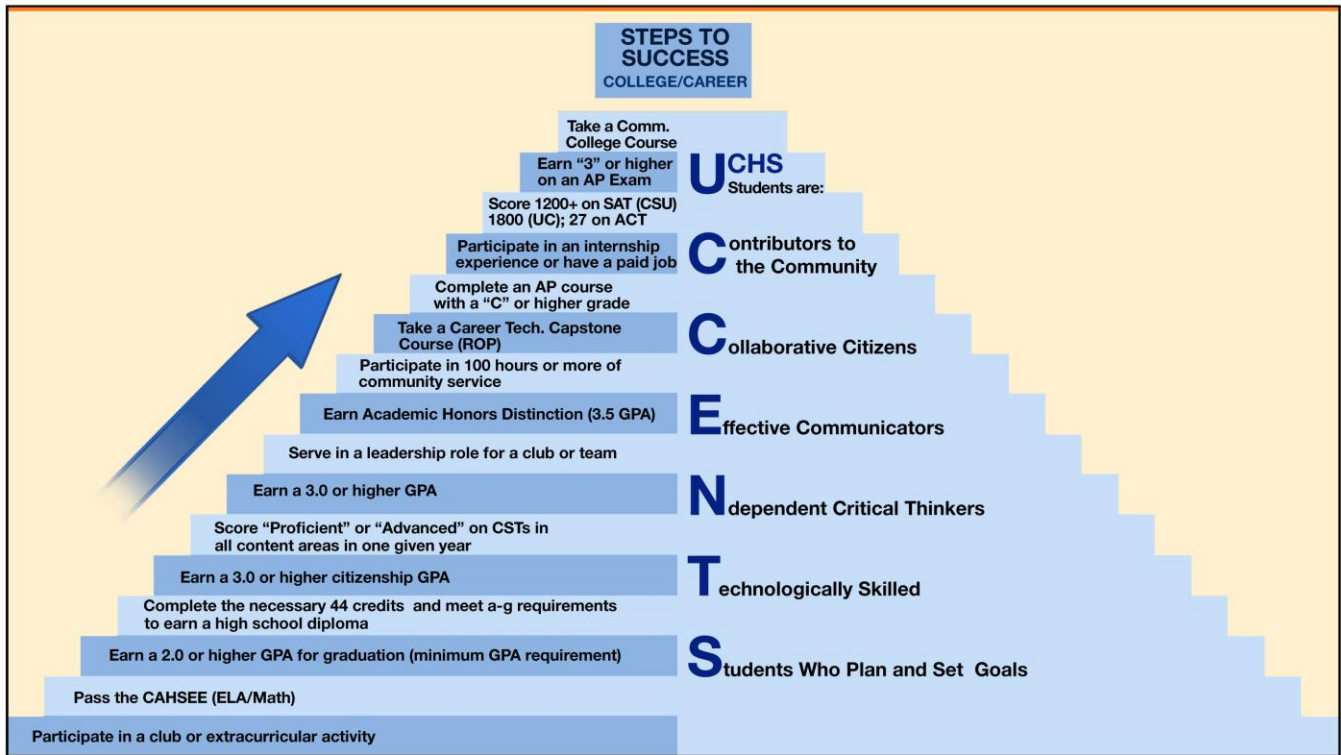 STEPS TO
SUCCESS
COLLEGE/CAREER
Take a Comm.
College Course
Earn “3” or higher
on an AP Exam
Score 1200+ on SAT (CSU)
1800 (UC); 27 on ACT
Participate in an internship
experience or have a paid job
Complete an AP course
with a “C” or higher grade
Take a Career Tech. Capstone
Course (ROP)
Participate in 100 hours or more of
community service
Earn Academic Honors Distinction (3.5 GPA)
Serve in a leadership role for a club or team
Earn a 3.0 or higher GPA
Score “Proficient” or “Advanced” on CSTs in
all content areas in one given year
Earn a 3.0 or higher citizenship GPA
Complete the necessary 44 credits and meet a-g requirements
to earn a high school diploma
Earn a 2.0 or higher GPA for graduation (minimum GPA requirement)
Pass the CAHSEE (ELA/Math)
Participate in a club or extracurricular activity
UCHS
Students are:
Contributors to
the Community
Collaborative Citizens
Effective Communicators
Ndependent Critical Thinkers
Technologically Skilled
Students Who Plan and Set Goals